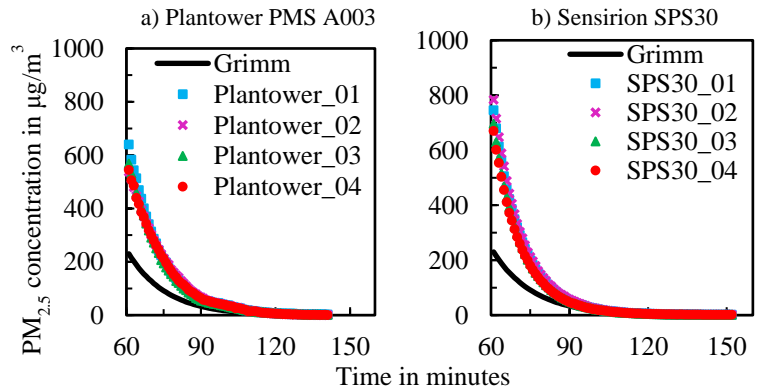 a) Plantower PMS A003
b) Sensirion SPS30
PM2.5 concentration in µg/m³
1000
800
600
400
200
0
60
90
120
150
Grimm
Plantower_01
Plantower_02
Plantower_03
Plantower_04
1000
800
600
400
200
0
60
90
120
150
Grimm
SPS30_01
SPS30_02
SPS30_03
SPS30_04
Time in minutes